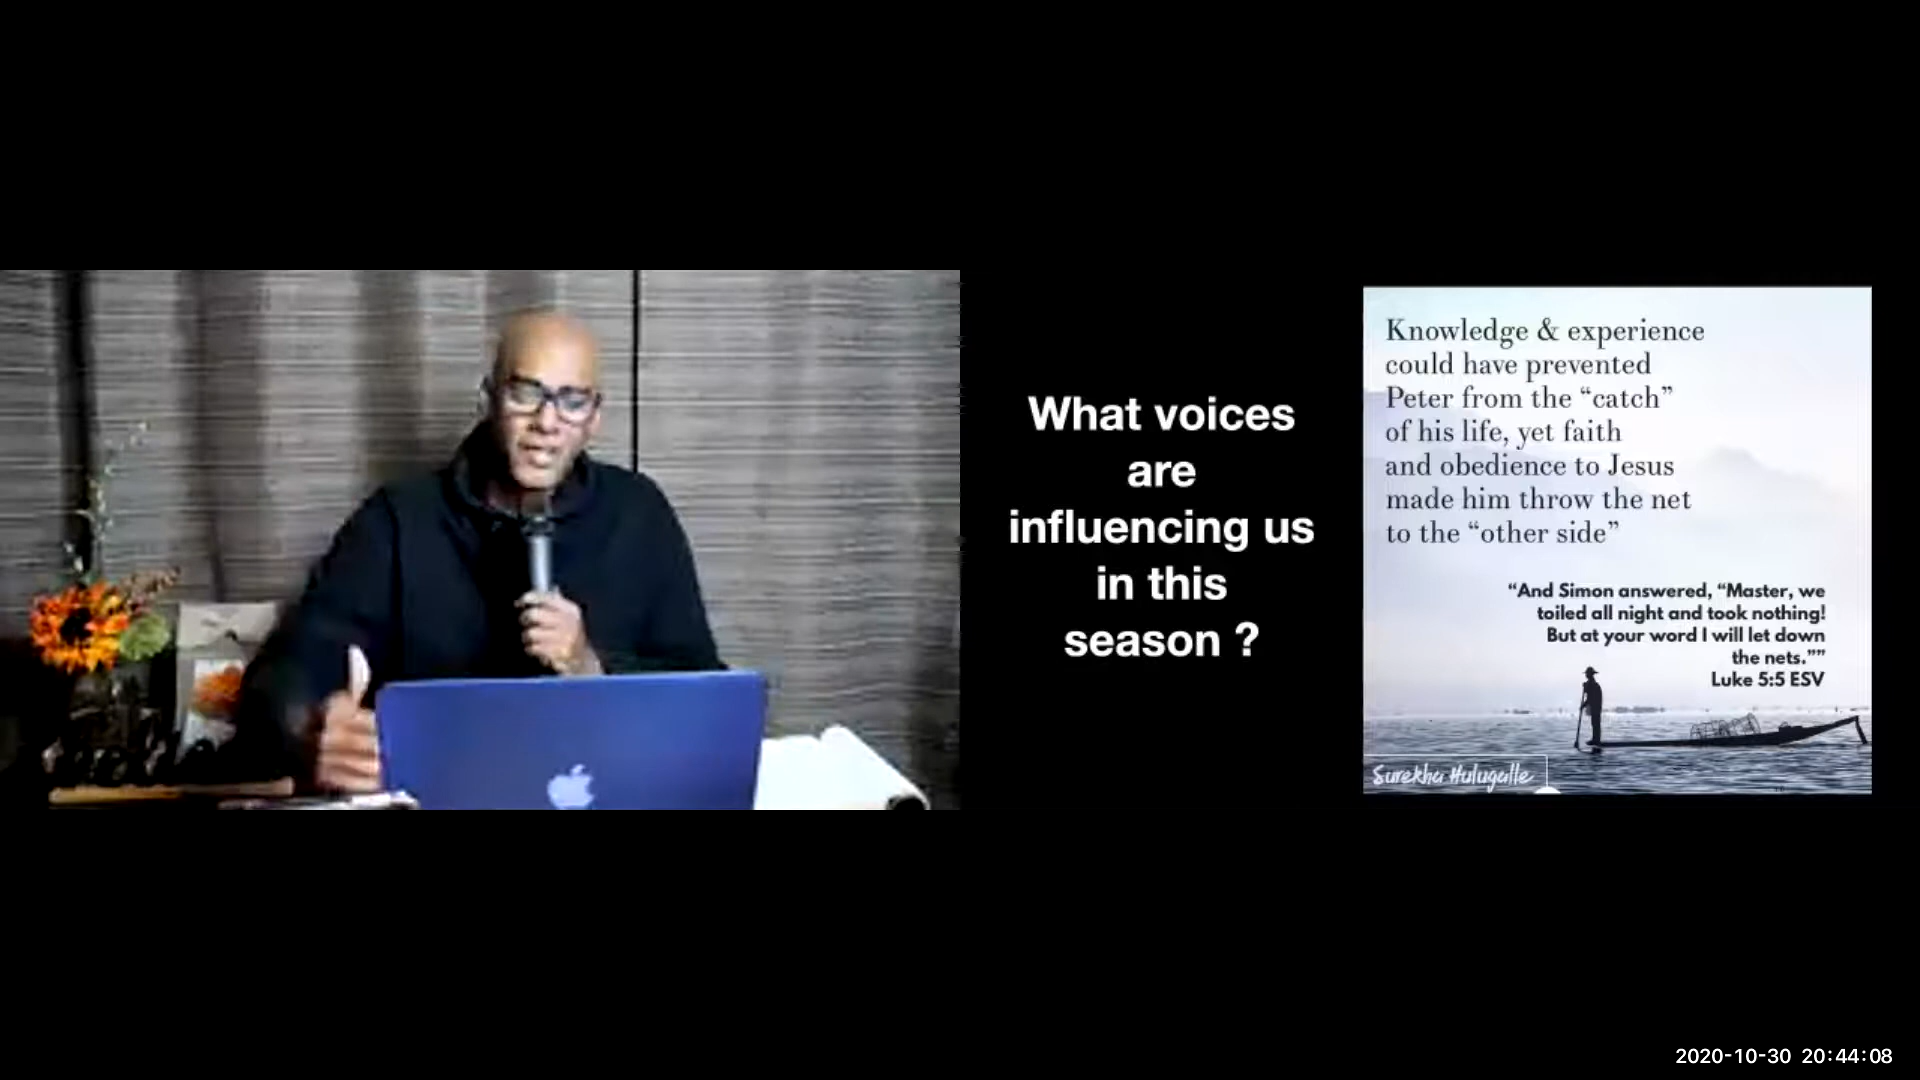 What voices
are
influencing us
in this
season ?
Knowledge & experience
could have prevented
Peter from the “catch”
of his life, yet faith
and obedience to Jesus
made him throw the net
to the “other side”
“And Simon answered, “Master, we
toiled all night and took nothing!
But at your word I will let down
the nets.””
Luke 5:5 ESV
Surekha Hulugalle
2020-10-30 20:44:08